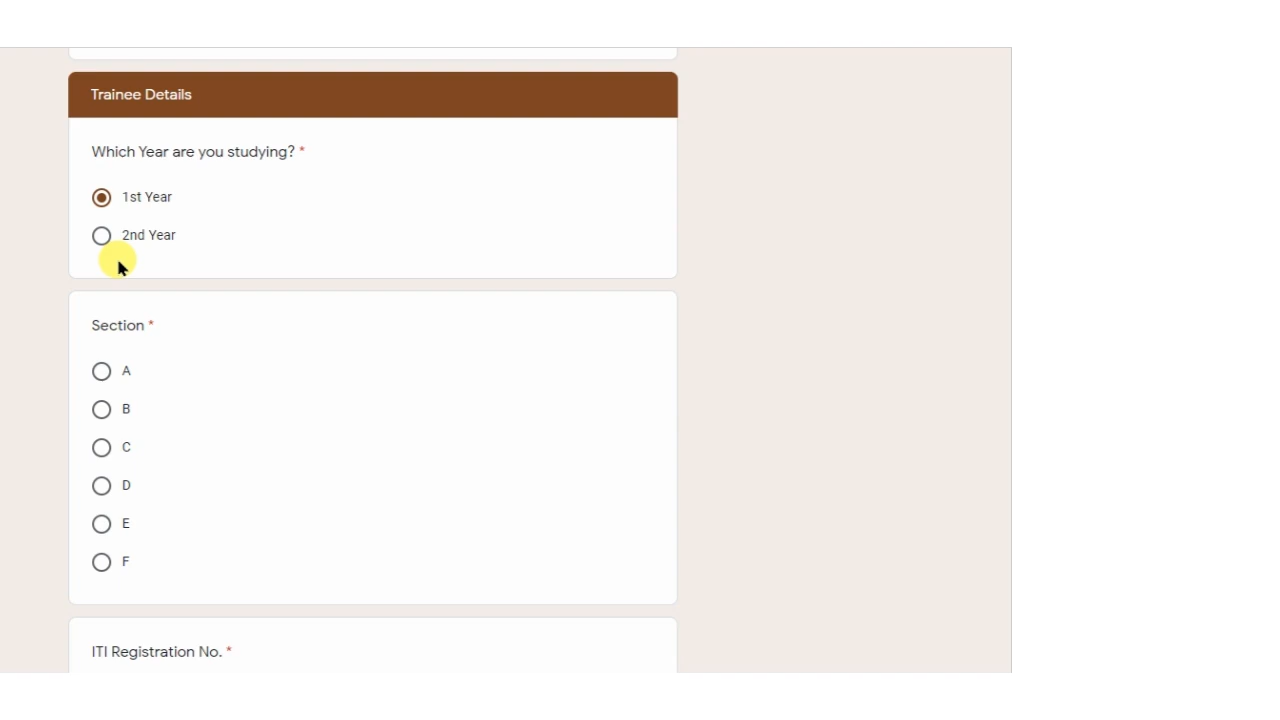 Trainee Details
Which Year are you studying? *
1st Year
2nd Year
Section *
A
B
C
D
E
F
ITI Registration No. *